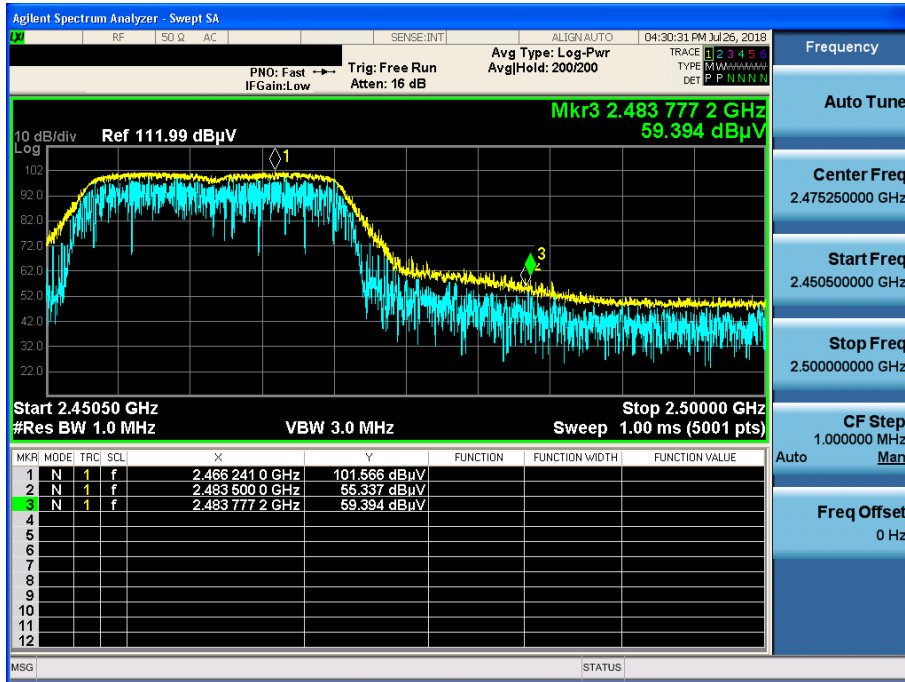 Agilent Spectrum Analyzer - Swept SA
LXI RF 50 Ω AC SENSE:INT ALIGN AUTO 04:30:31 PM Jul 26, 2018
PNO: Fast Trig: Free Run Avg Type: Log-Pwr TRACE 1 2 3 4 5 6
IFGain:Low Atten: 16 dB Avg|Hold: 200/200 TYPE M W W W W W
DET P P N N N N
Mkr3 2.483 777 2 GHz
59.394 dBµV
10 dB/div Ref 111.99 dBµV
Log
102
92.0
82.0
72.0
62.0
52.0
42.0
32.0
22.0
1
3
2
Start 2.45050 GHz Stop 2.50000 GHz
#Res BW 1.0 MHz VBW 3.0 MHz Sweep 1.00 ms (5001 pts)
MKR MODE TRC SCL X Y FUNCTION FUNCTION WIDTH FUNCTION VALUE
1 N 1 f 2.466 241 0 GHz 101.566 dBµV
2 N 1 f 2.483 500 0 GHz 55.337 dBµV
3 N 1 f 2.483 777 2 GHz 59.394 dBµV
4
5
6
7
8
9
10
11
12
MSG STATUS
Frequency
Auto Tune
Center Freq
2.475250000 GHz
Start Freq
2.450500000 GHz
Stop Freq
2.500000000 GHz
CF Step
1.000000 MHz
Auto Man
Freq Offset
0 Hz